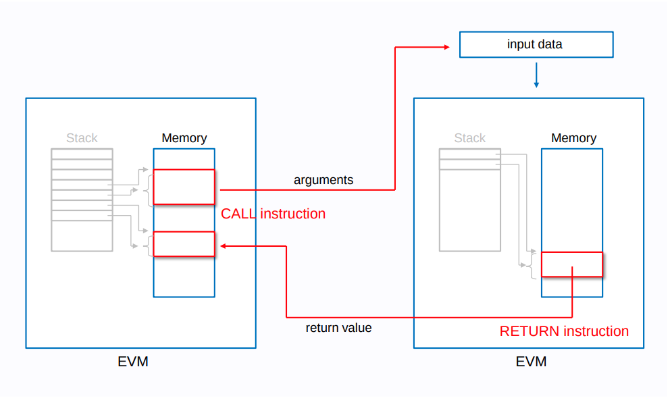 input data
Stack
Memory
Stack
Memory
arguments
CALL instruction
return value
RETURN instruction
EVM
EVM